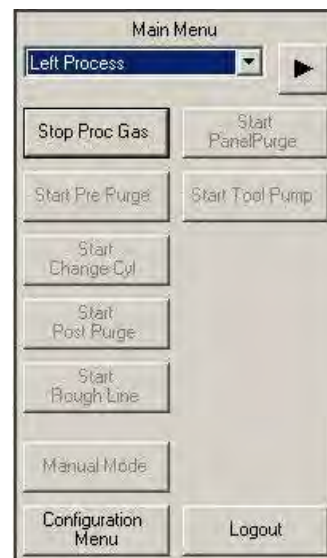 Main Menu
Left Process
Stop Proc Gas
Start
PanelPurge
Start Pre Purge
Start Tool Pump
Start
Change Cyl
Start
Post Purge
Start
Rough Line
Manual Mode
Configuration
Menu
Logout